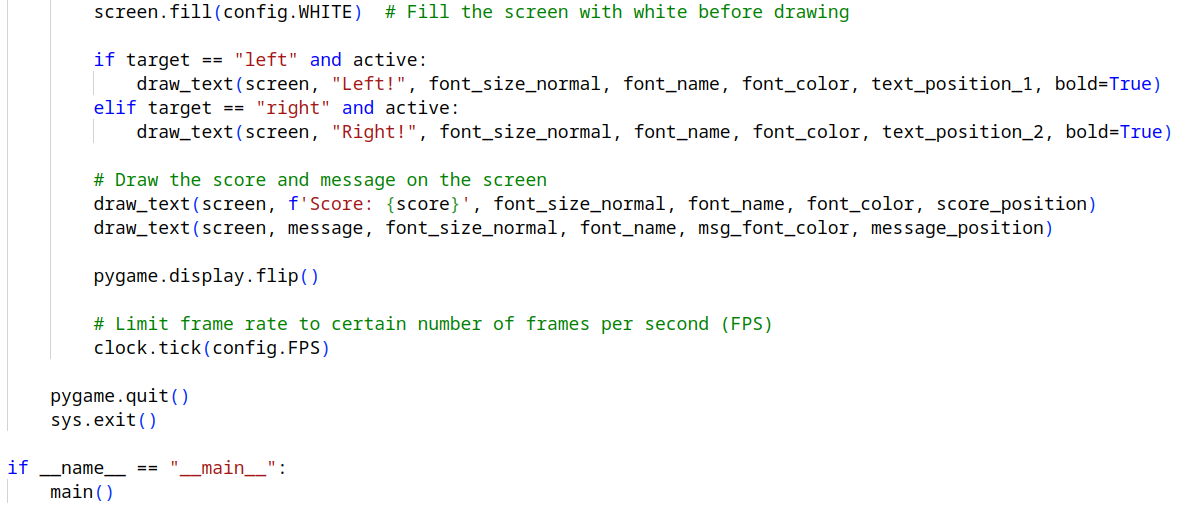 screen.fill(config.WHITE)  # Fill the screen with white before drawing
if target == "left" and active:
draw_text(screen, "Left!", font_size_normal, font_name, font_color, text_position_1, bold=True)
elif target == "right" and active:
draw_text(screen, "Right!", font_size_normal, font_name, font_color, text_position_2, bold=True)
# Draw the score and message on the screen
draw_text(screen, f'Score: {score}', font_size_normal, font_name, font_color, score_position)
draw_text(screen, message, font_size_normal, font_name, msg_font_color, message_position)
pygame.display.flip()
# Limit frame rate to certain number of frames per second (FPS)
clock.tick(config.FPS)
pygame.quit()
sys.exit()
if __name__ == "__main__":
main()